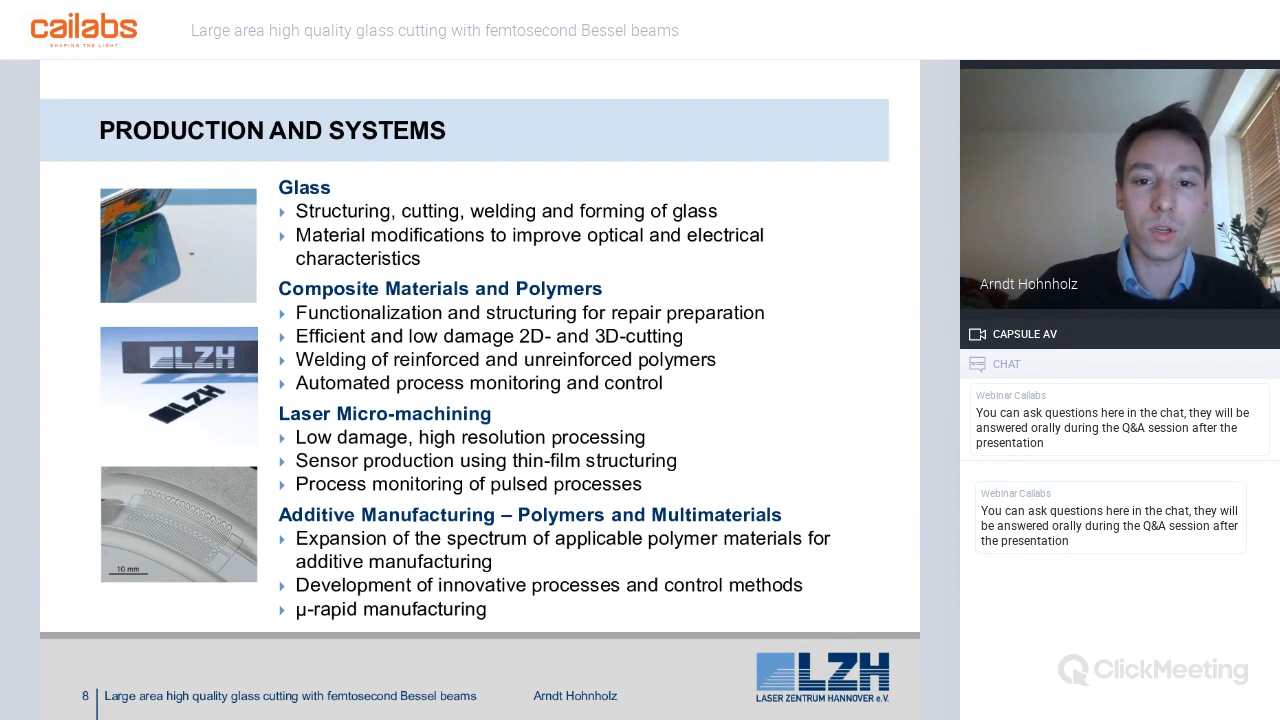 cailabs
SHAPING THE LIGHT
Large area high quality glass cutting with femtosecond Bessel beams
PRODUCTION AND SYSTEMS
Glass
Structuring, cutting, welding and forming of glass
Material modifications to improve optical and electrical
characteristics
Composite Materials and Polymers
Functionalization and structuring for repair preparation
Efficient and low damage 2D- and 3D-cutting
Welding of reinforced and unreinforced polymers
Automated process monitoring and control
Laser Micro-machining
Low damage, high resolution processing
Sensor production using thin-film structuring
Process monitoring of pulsed processes
Additive Manufacturing – Polymers and Multimaterials
Expansion of the spectrum of applicable polymer materials for
additive manufacturing
Development of innovative processes and control methods
µ-rapid manufacturing
LZH
LZH
10 mm
8
Large area high quality glass cutting with femtosecond Bessel beams
Arndt Hohnholz
LZH
LASER ZENTRUM HANNOVER e.V.
Arndt Hohnholz
CAPSULE AV
CHAT
Webinar Cailabs
You can ask questions here in the chat, they will be
answered orally during the Q&A session after the
presentation
Webinar Cailabs
You can ask questions here in the chat, they will
be answered orally during the Q&A session after
the presentation
ClickMeeting